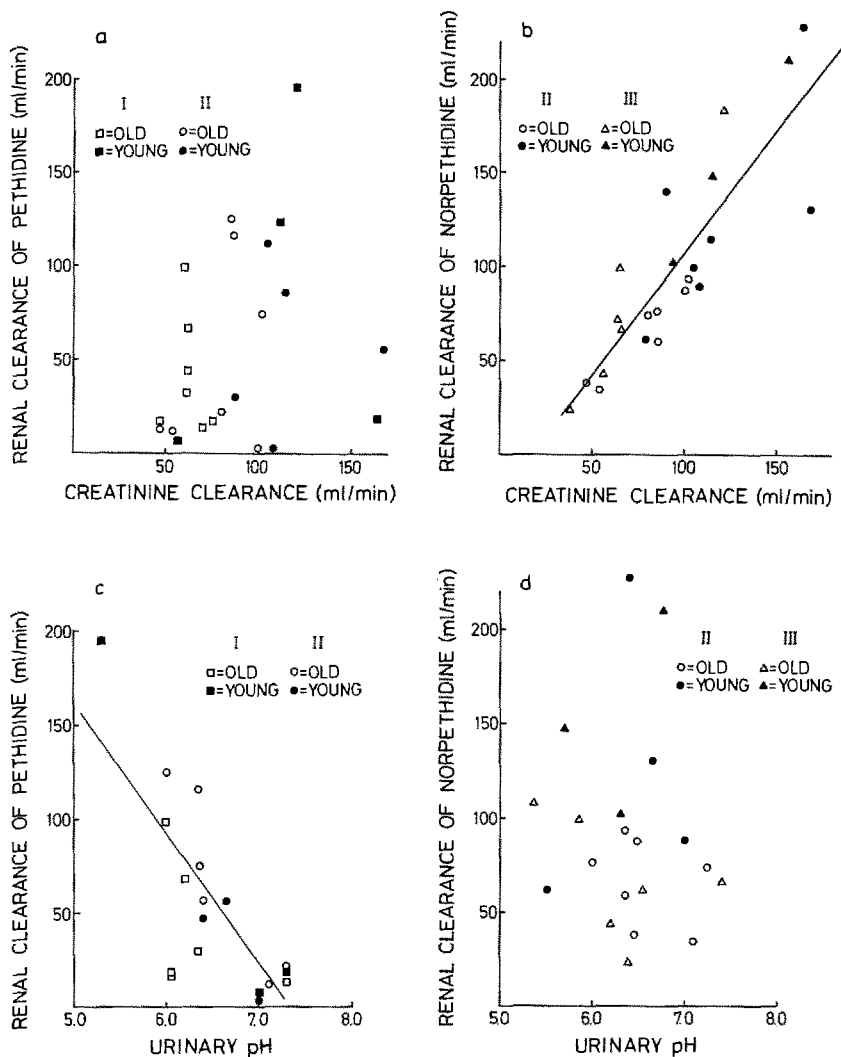 a
RENAL CLEARANCE OF PETHIDINE (ml/min)
200
150
100
50
I II
□=OLD ○=OLD
■=YOUNG ●=YOUNG
50 100 150
CREATININE CLEARANCE (ml/min)
b
RENAL CLEARANCE OF NORPETHIDINE (ml/min)
200
150
100
50
II III
○=OLD △=OLD
●=YOUNG ▲=YOUNG
50 100 150
CREATININE CLEARANCE (ml/min)
c
RENAL CLEARANCE OF PETHIDINE (ml/min)
200
150
100
50
I II
□=OLD ○=OLD
■=YOUNG ●=YOUNG
5.0 6.0 7.0 8.0
URINARY pH
d
RENAL CLEARANCE OF NORPETHIDINE (ml/min)
200
150
100
50
II III
○=OLD △=OLD
●=YOUNG ▲=YOUNG
5.0 6.0 7.0 8.0
URINARY pH